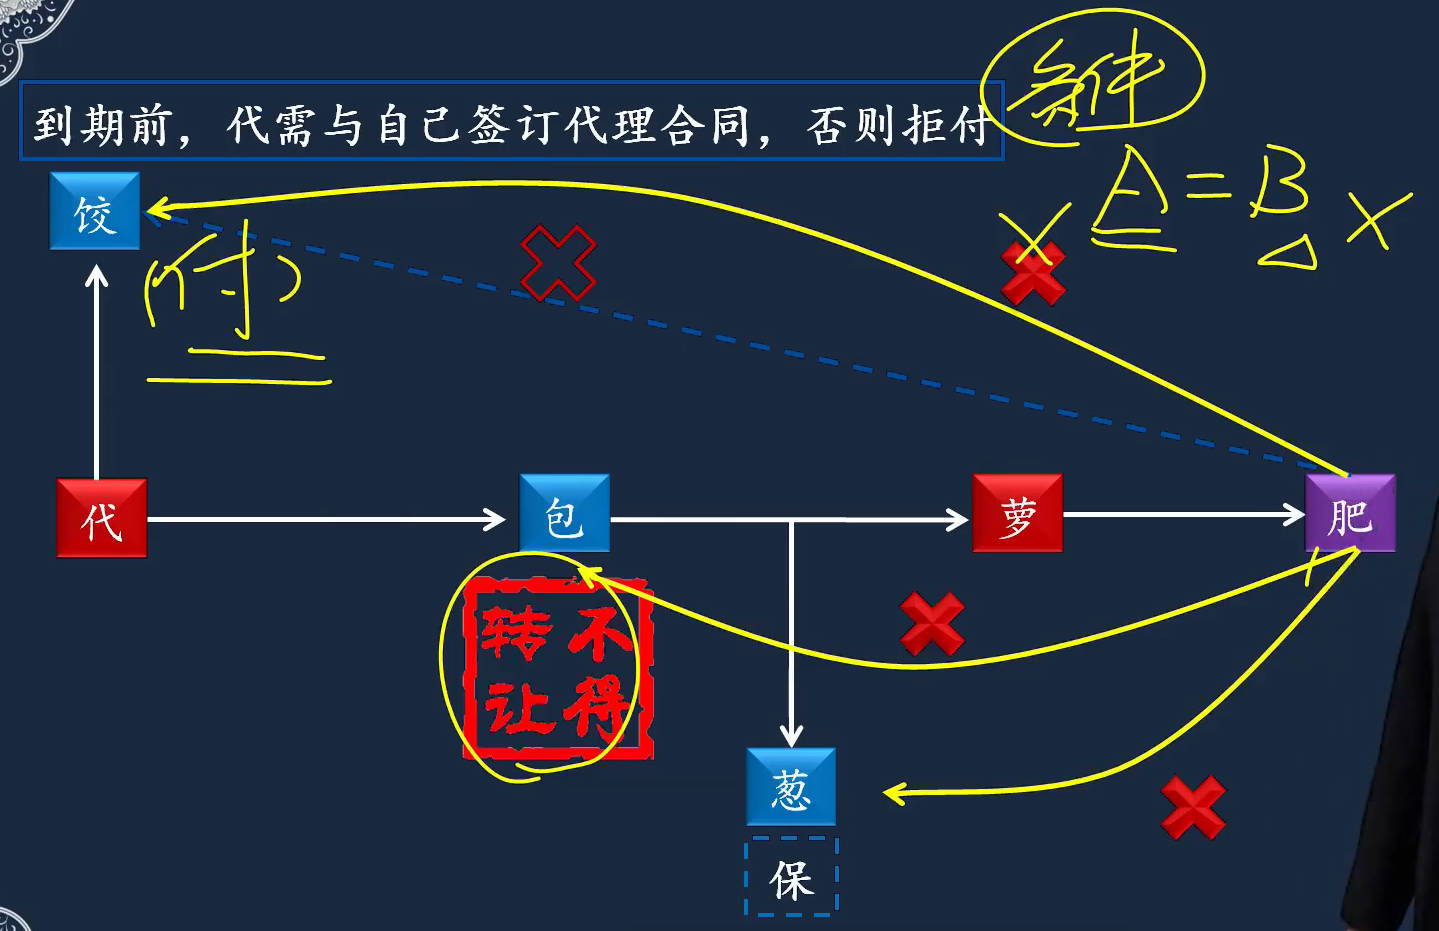 条件
到期前，代需与自己签订代理合同，否则拒付
A = B
饺
(付)
代
包
萝
肥
不得
转让
葱
保